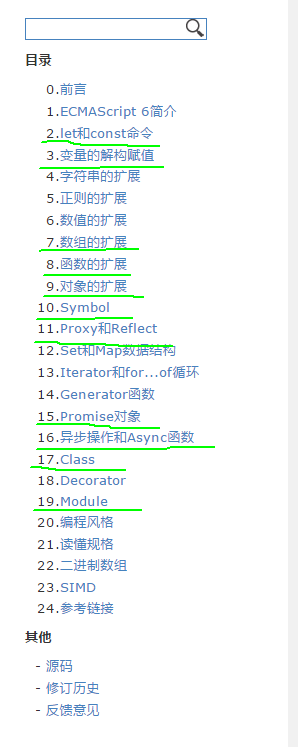 目录
0.前言
1.ECMAScript 6简介
2.let和const命令
3.变量的解构赋值
4.字符串的扩展
5.正则的扩展
6.数值的扩展
7.数组的扩展
8.函数的扩展
9.对象的扩展
10.Symbol
11.Proxy和Reflect
12.Set和Map数据结构
13.Iterator和for...of循环
14.Generator函数
15.Promise对象
16.异步操作和Async函数
17.Class
18.Decorator
19.Module
20.编程风格
21.读懂规格
22.二进制数组
23.SIMD
24.参考链接
其他
- 源码
- 修订历史
- 反馈意见